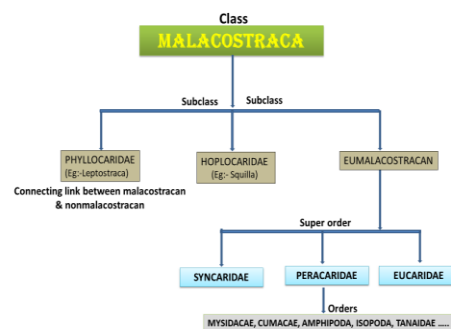 Class
MALACOSTRACA
Subclass Subclass
PHYLLOCARIDAE
(Eg:-Leptostraca)
Connecting link between malacostracan
& nonmalacostracan
HOPLOCARIDAE
(Eg:- Squilla)
EUMALACOSTRACAN
Super order
SYNCARIDAE
PERACARIDAE
EUCARIDAE
Orders
MYSIDACAE, CUMACAE, AMPHIPODA, ISOPODA, TANAIDAE .....